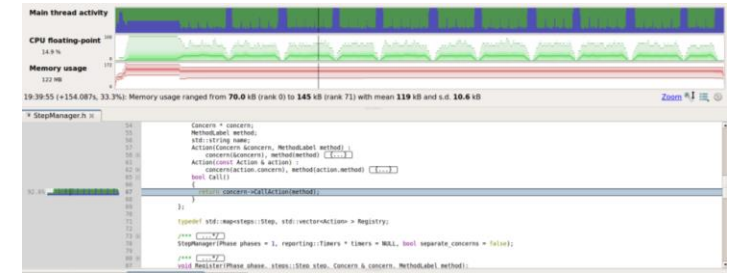 Main thread activity
CPU floating-point
14.9 %
Memory usage
122 MB
19:39:55 (+154.087s, 33.3%): Memory usage ranged from 70.0 kB (rank 0) to 145 kB (rank 71) with mean 119 kB and s.d. 10.6 kB
Zoom
StepManager.h
Concern * concern;
MethodLabel method;
std::string name;
Action(Concern &concern, MethodLabel method) :
concern(&concern), method(method) [...]
Action(const Action & action) :
concern(action.concern), method(action.method) [...]
bool Call()
{
return concern->CallAction(method);
}
};
typedef std::map<steps::Step, std::vector<Action> > Registry;
/*** ...*/
StepManager(Phase phases = 1, reporting::Timers * timers = NULL, bool separate_concerns = false);
/*** ...*/
void Register(Phase phase, steps::Step step, Concern & concern, MethodLabel method);